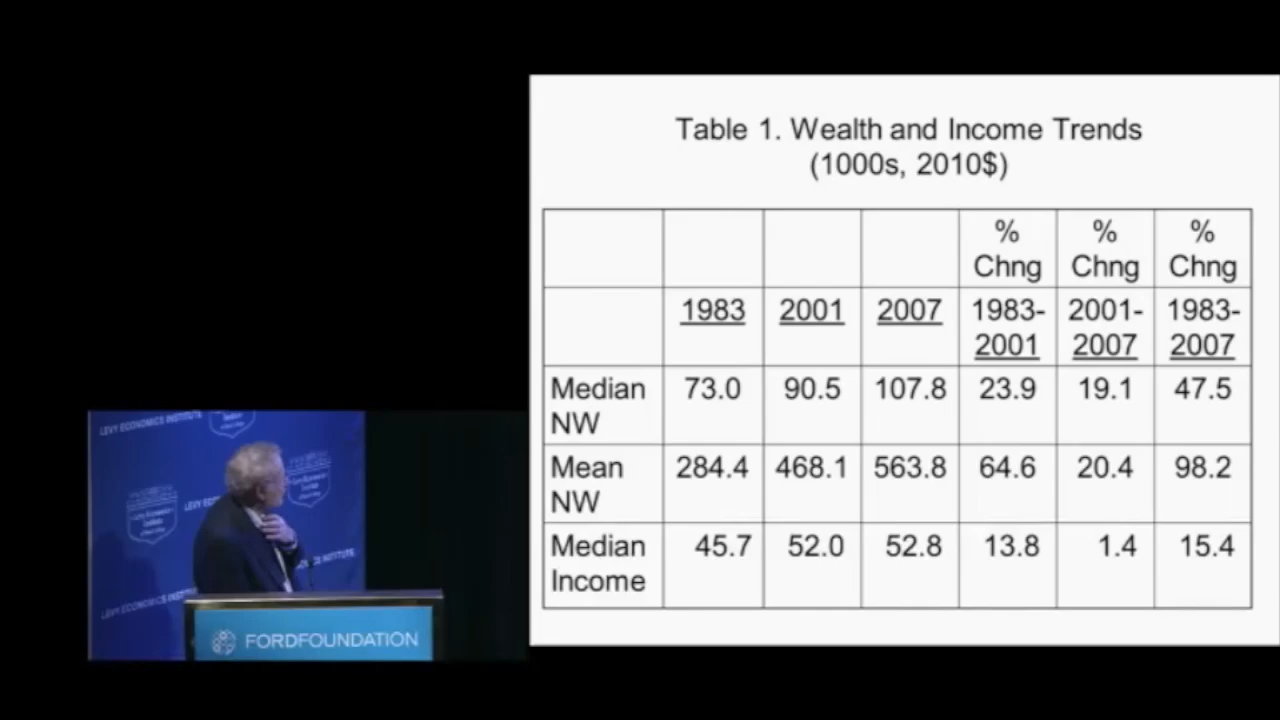 Table 1. Wealth and Income Trends
(1000s, 2010$)
% Chng % Chng % Chng
1983 2001 2007 1983-2001 2001-2007 1983-2007
Median NW 73.0 90.5 107.8 23.9 19.1 47.5
Mean NW 284.4 468.1 563.8 64.6 20.4 98.2
Median Income 45.7 52.0 52.8 13.8 1.4 15.4
LEVY ECONOMICS INSTITUTE
LEVY ECONOMICS INSTITUTE
FORDFOUNDATION